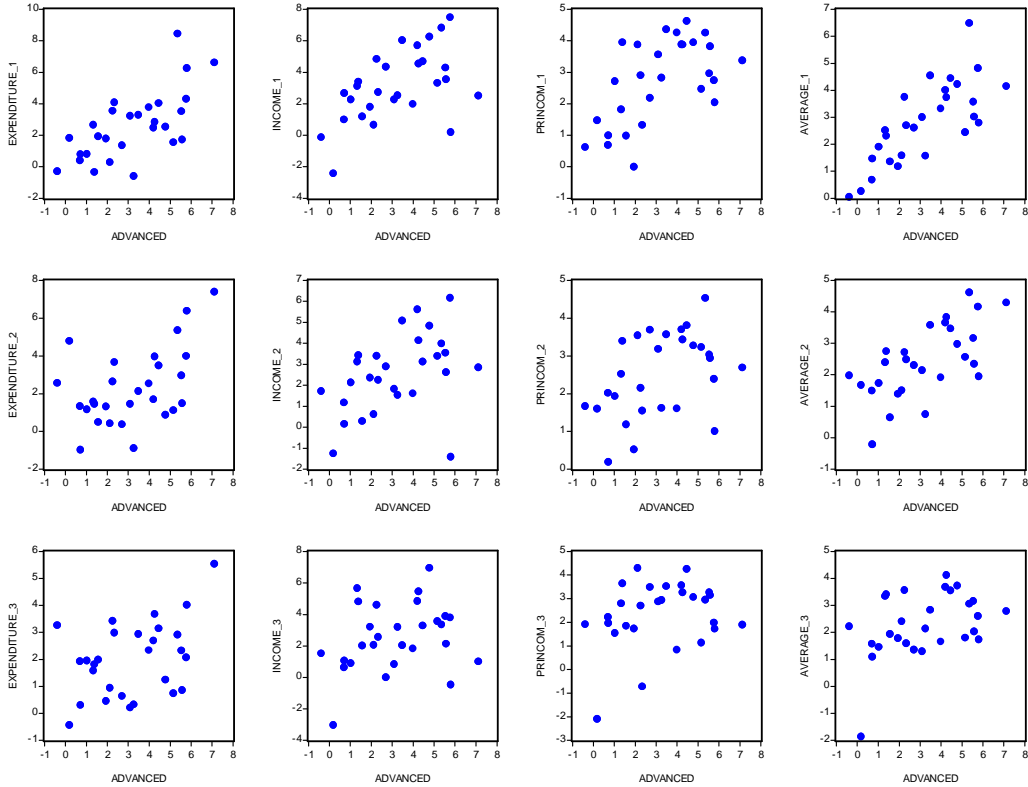 10
8
6
4
2
0
-2
EXPENDITURE_1
-1 0 1 2 3 4 5 6 7 8
ADVANCED
8
6
4
2
0
-2
-4
INCOME_1
-1 0 1 2 3 4 5 6 7 8
ADVANCED
5
4
3
2
1
0
-1
PRINCOM_1
-1 0 1 2 3 4 5 6 7 8
ADVANCED
7
6
5
4
3
2
1
0
AVERAGE_1
-1 0 1 2 3 4 5 6 7 8
ADVANCED
8
6
4
2
0
-2
EXPENDITURE_2
-1 0 1 2 3 4 5 6 7 8
ADVANCED
7
6
5
4
3
2
1
0
-1
-2
INCOME_2
-1 0 1 2 3 4 5 6 7 8
ADVANCED
5
4
3
2
1
0
PRINCOM_2
-1 0 1 2 3 4 5 6 7 8
ADVANCED
5
4
3
2
1
0
-1
AVERAGE_2
-1 0 1 2 3 4 5 6 7 8
ADVANCED
6
5
4
3
2
1
0
-1
EXPENDITURE_3
-1 0 1 2 3 4 5 6 7 8
ADVANCED
8
6
4
2
0
-2
-4
INCOME_3
-1 0 1 2 3 4 5 6 7 8
ADVANCED
5
4
3
2
1
0
-1
-2
-3
PRINCOM_3
-1 0 1 2 3 4 5 6 7 8
ADVANCED
5
4
3
2
1
0
-1
-2
AVERAGE_3
-1 0 1 2 3 4 5 6 7 8
ADVANCED